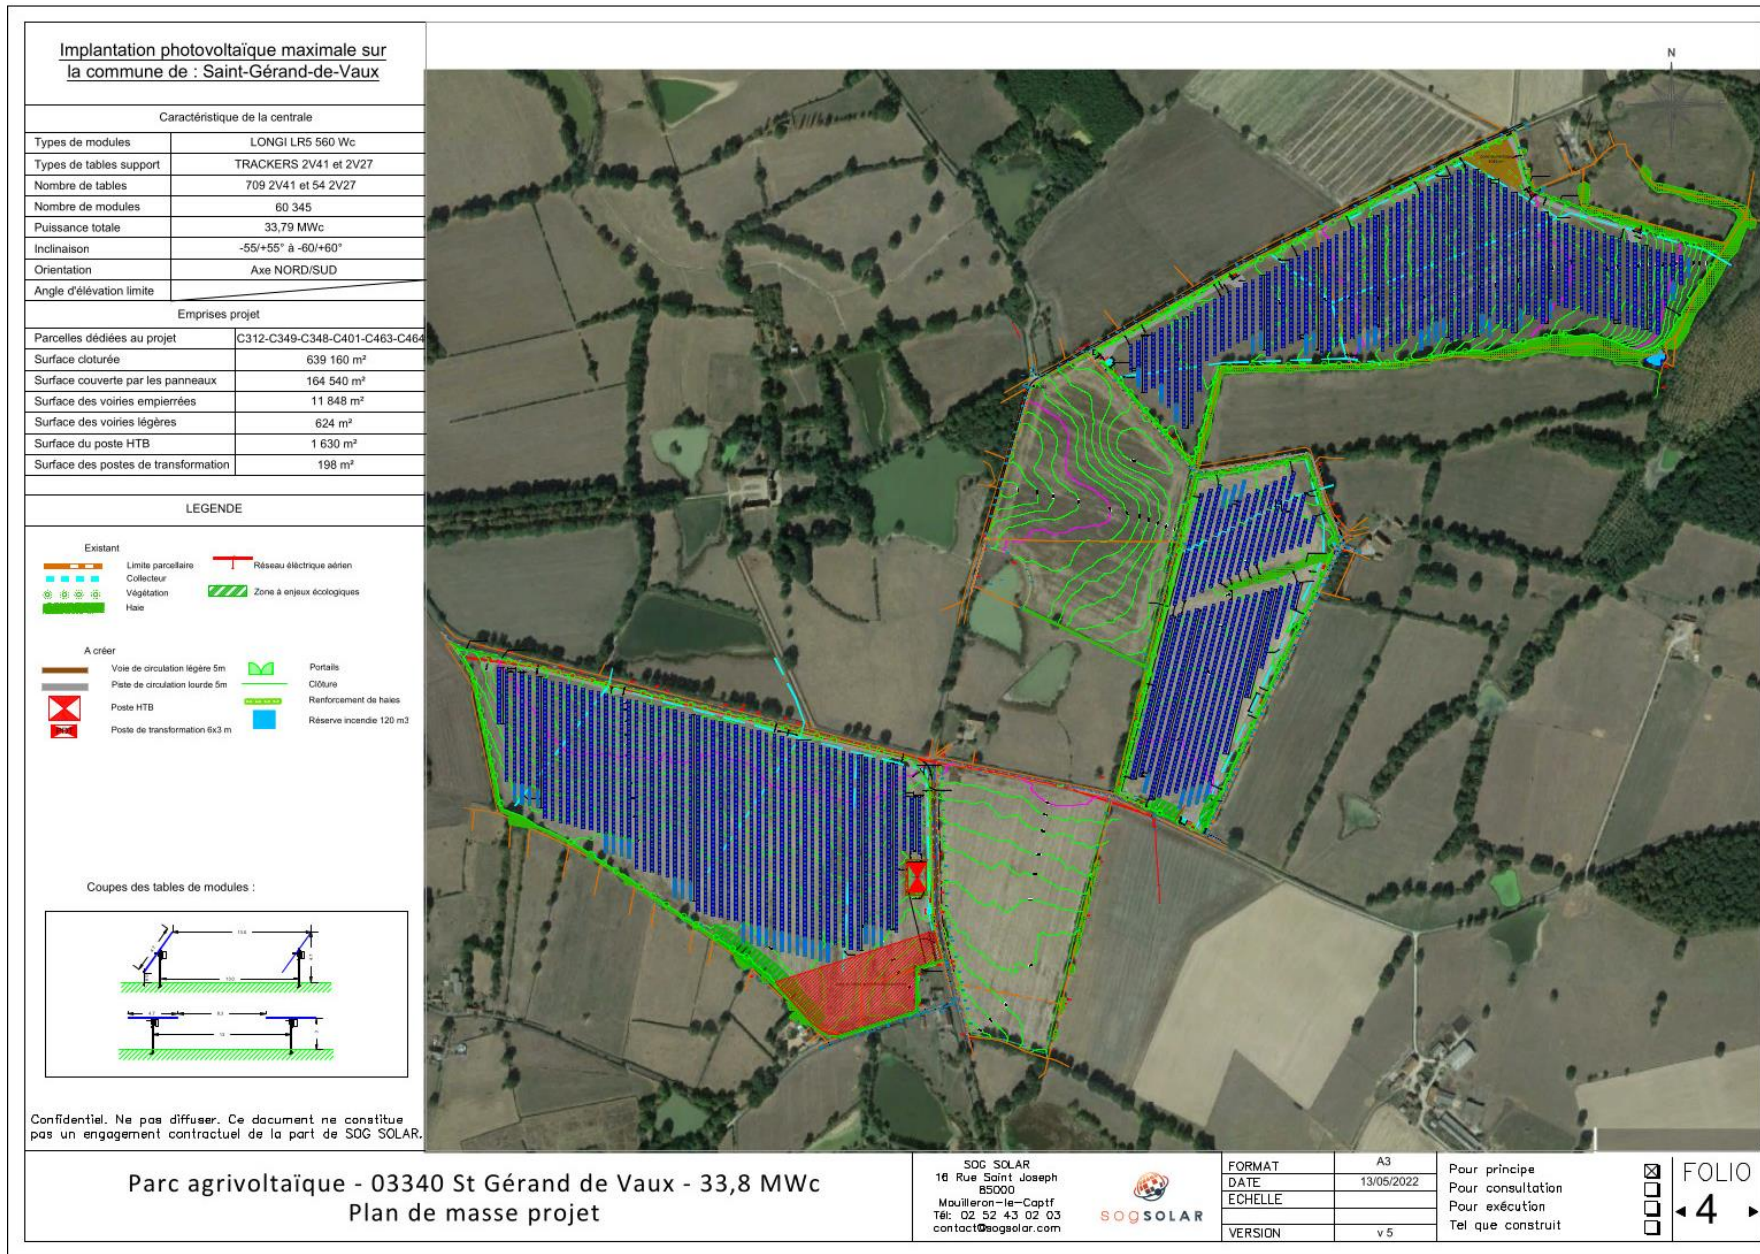 Implantation photovoltaïque maximale sur
la commune de : Saint-Gérand-de-Vaux
Caractéristique de la centrale
Types de modules LONGI LR5 560 Wc
Types de tables support TRACKERS 2V41 et 2V27
Nombre de tables 709 2V41 et 54 2V27
Nombre de modules 60 345
Puissance totale 33,79 MWc
Inclinaison -55/+55° à -60/+60°
Orientation Axe NORD/SUD
Angle d'élévation limite
Emprises projet
Parcelles dédiées au projet C312-C349-C348-C401-C463-C464
Surface cloturée 639 160 m²
Surface couverte par les panneaux 164 540 m²
Surface des voiries empierrées 11 848 m²
Surface des voiries légères 624 m²
Surface du poste HTB 1 630 m²
Surface des postes de transformation 198 m²
LEGENDE
Existant
Limite parcellaire
Collecteur
Végétation
Haie
Réseau éléctrique aérien
Zone à enjeux écologiques
A créer
Voie de circulation légère 5m
Piste de circulation lourde 5m
Poste HTB
Poste de transformation 6x3 m
Portails
Clôture
Renforcement de haies
Réserve incendie 120 m3
Coupes des tables de modules :
Confidentiel. Ne pas diffuser. Ce document ne constitue
pas un engagement contractuel de la part de SOG SOLAR.
N
Parc agrivoltaïque - 03340 St Gérand de Vaux - 33,8 MWc
Plan de masse projet
SOG SOLAR
16 Rue Saint Joseph
85000
Mouilleron-le-Captif
Tél: 02 52 43 02 03
contact@sogsolar.com
SOGSOLAR
FORMAT A3
DATE 13/05/2022
ECHELLE
VERSION v 5
Pour principe
Pour consultation
Pour exécution
Tel que construit
FOLIO
4